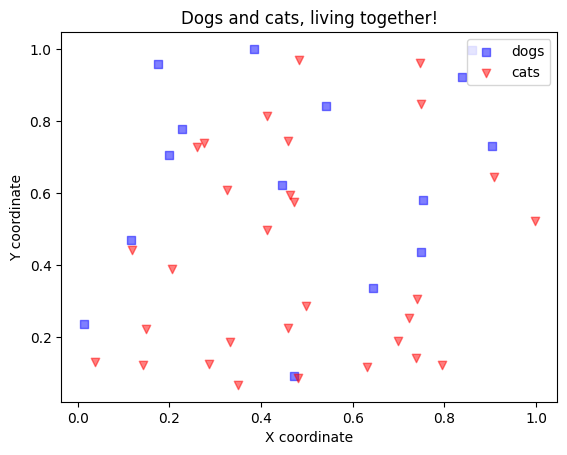 Dogs and cats, living together!
dogs
cats
1.0
0.8
0.6
0.4
0.2
Y coordinate
0.0 0.2 0.4 0.6 0.8 1.0
X coordinate